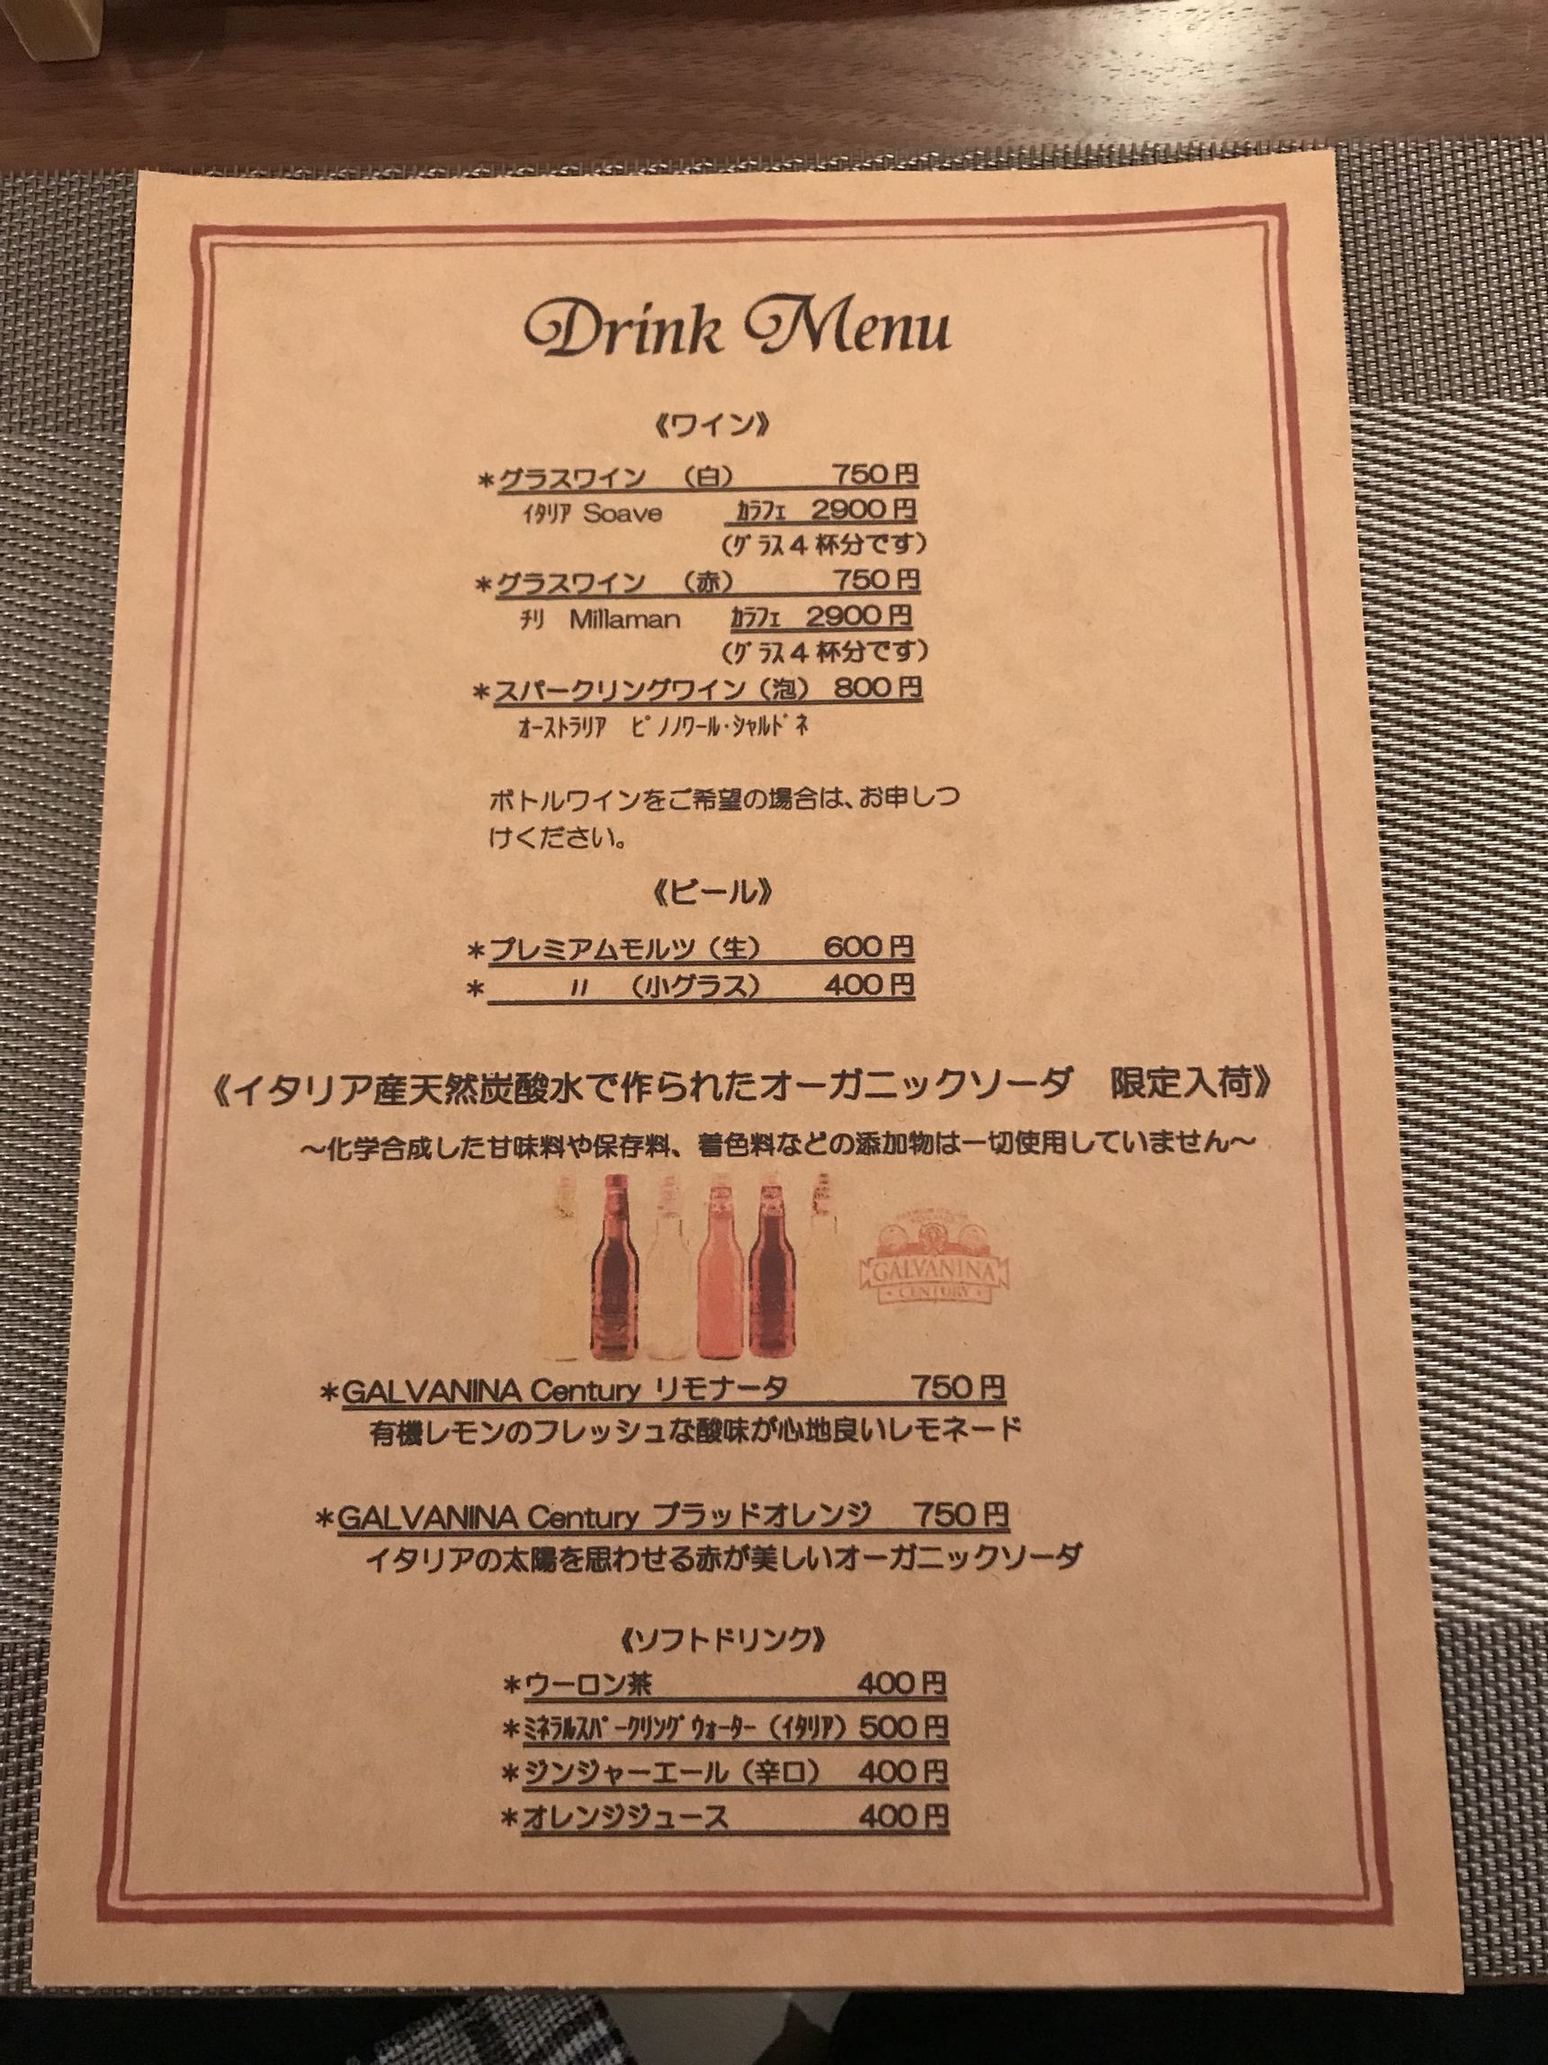 Drink Menu
《ワイン》
*グラスワイン （白） 750円
ｲﾀﾘｱ Soave ｶﾗﾌｪ 2900円
(ｸﾞﾗｽ4杯分です)
*グラスワイン （赤） 750円
ﾁﾘ Millaman ｶﾗﾌｪ 2900円
(ｸﾞﾗｽ4杯分です)
*スパークリングワイン（泡） 800円
ｵｰｽﾄﾗﾘｱ ﾋﾟﾉﾉﾜｰﾙ･ｼｬﾙﾄﾞﾈ
ボトルワインをご希望の場合は、お申しつ
けください。
《ビール》
*プレミアムモルツ（生） 600円
* 〃 （小グラス） 400円
《イタリア産天然炭酸水で作られたオーガニックソーダ 限定入荷》
～化学合成した甘味料や保存料、着色料などの添加物は一切使用していません～
GALVANINA
CENTURY
*GALVANINA Century リモナータ 750円
有機レモンのフレッシュな酸味が心地良いレモネード
*GALVANINA Century ブラッドオレンジ 750円
イタリアの太陽を思わせる赤が美しいオーガニックソーダ
《ソフトドリンク》
*ウーロン茶 400円
*ﾐﾈﾗﾙｽﾊﾟｰｸﾘﾝｸﾞｳｫｰﾀｰ（ｲﾀﾘｱ）500円
*ジンジャーエール（辛口） 400円
*オレンジジュース 400円